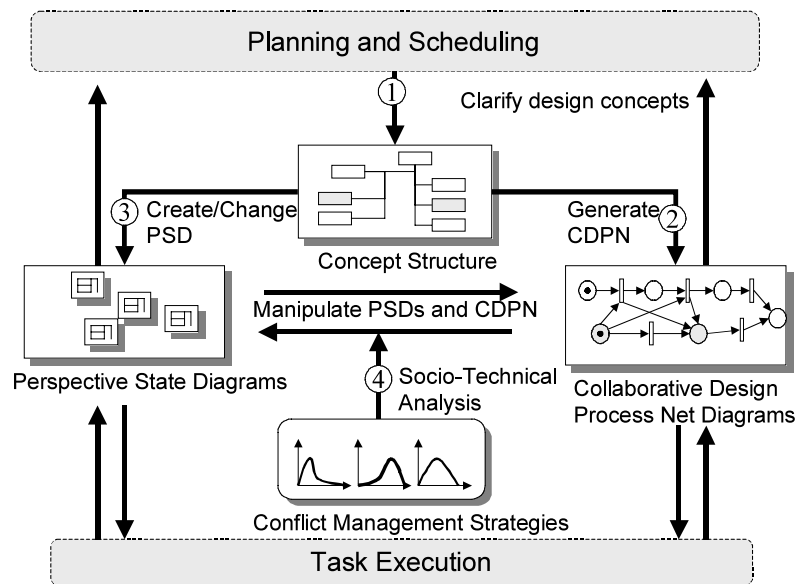 Planning and Scheduling
1
Clarify design concepts
3
Create/Change
PSD
Generate
CDPN
2
Concept Structure
Manipulate PSDs and CDPN
Perspective State Diagrams
4
Socio-Technical
Analysis
Collaborative Design
Process Net Diagrams
Conflict Management Strategies
Task Execution